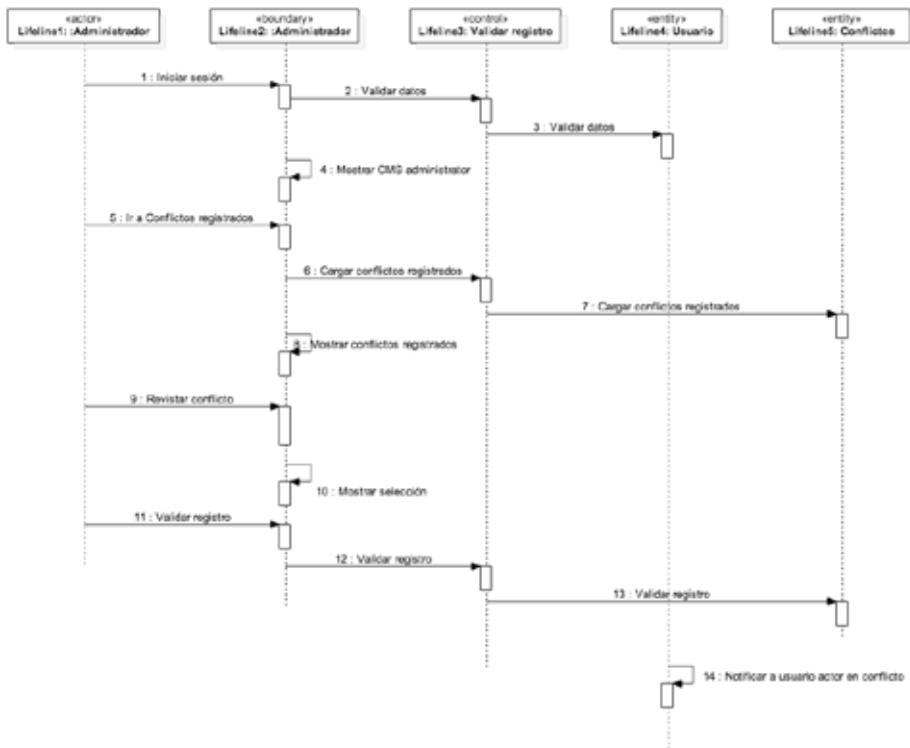 «actor»
Lifeline1: :Administrador
«boundary»
Lifeline2: :Administrador
«control»
Lifeline3: Validar registro
«entity»
Lifeline4: Usuario
«entity»
Lifeline5: Conflictos
1 : Iniciar sesión
2 : Validar datos
3 : Validar datos
4 : Mostrar CMS administrator
5 : Ir a Conflictos registrados
6 : Cargar conflictos registrados
7 : Cargar conflictos registrados
8 : Mostrar conflictos registrados
9 : Revistar conflicto
10 : Mostrar selección
11 : Validar registro
12 : Validar registro
13 : Validar registro
14 : Notificar a usuario actor en conflicto